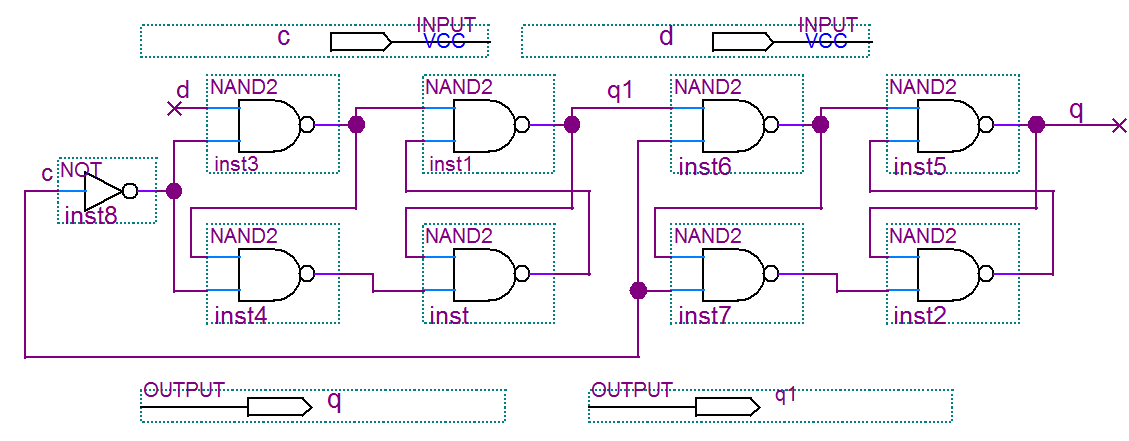 c INPUT VCC
d INPUT VCC
d NAND2 inst3
NAND2 inst1
q1
NAND2 inst6
NAND2 inst5
q
c NOT inst8
NAND2 inst4
NAND2 inst
NAND2 inst7
NAND2 inst2
OUTPUT q
OUTPUT q1